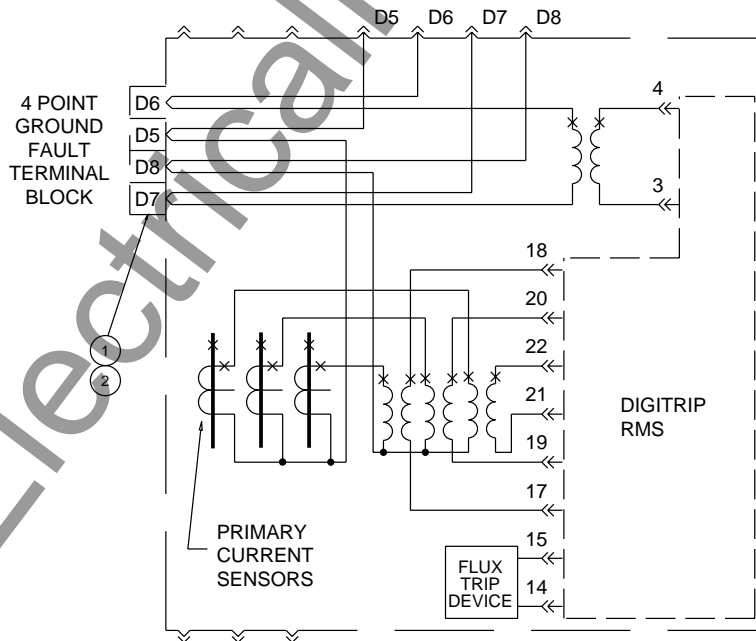 D5 D6 D7 D8
4 POINT
GROUND
FAULT
TERMINAL
BLOCK
D6
D5
D8
D7
4
3
1
2
18
20
22
21
19
17
15
14
DIGITRIP
RMS
PRIMARY
CURRENT
SENSORS
FLUX
TRIP
DEVICE
Electricall